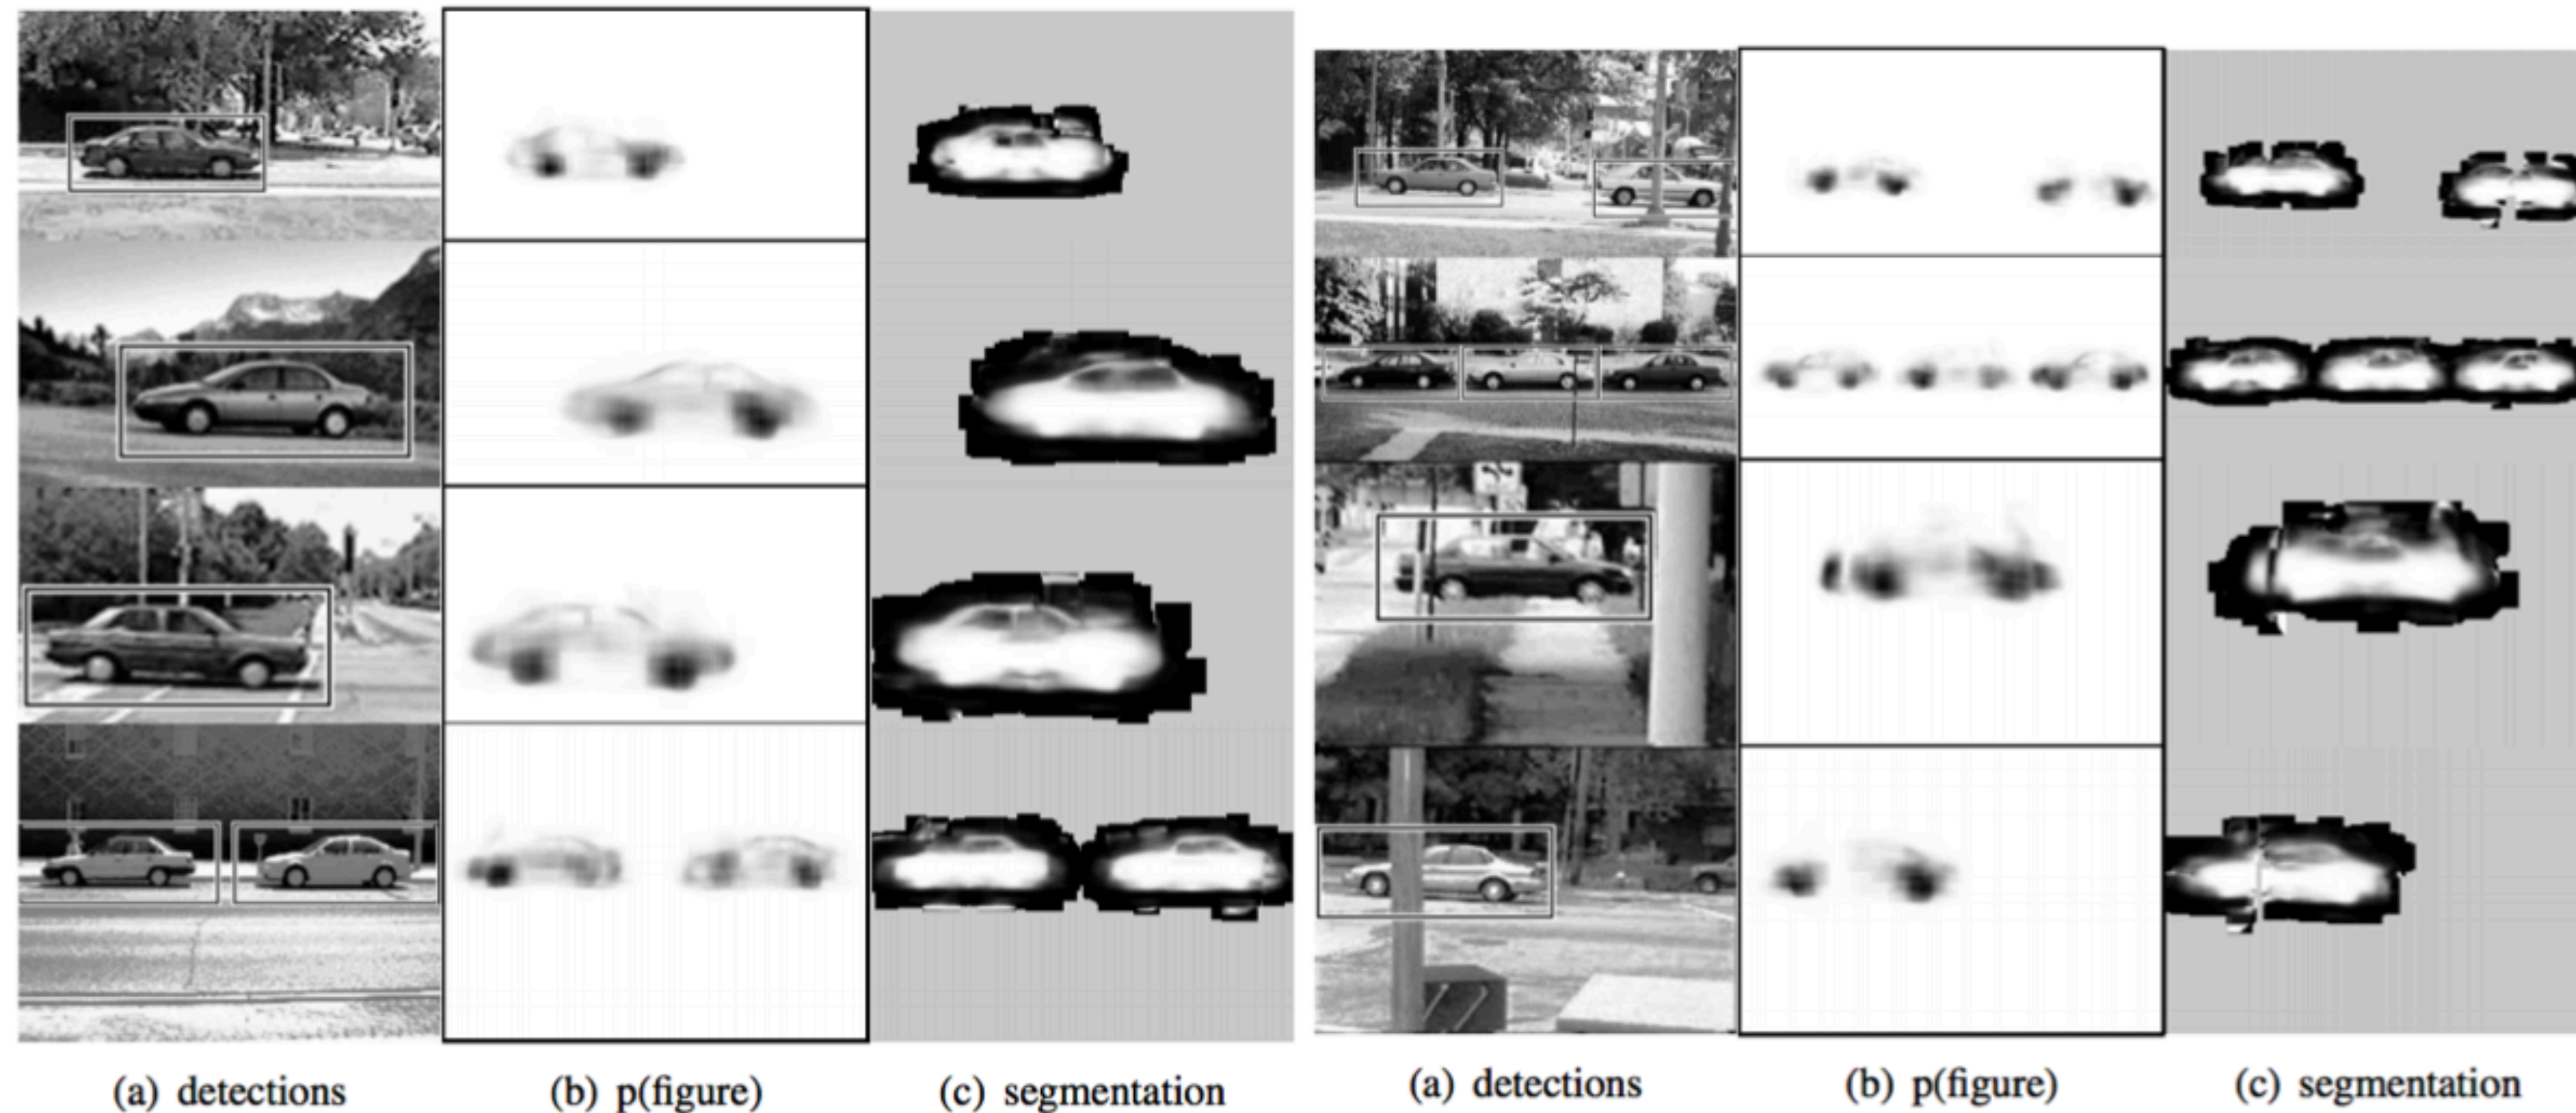 (a) detections
(b) p(figure)
(c) segmentation
(a) detections
(b) p(figure)
(c) segmentation